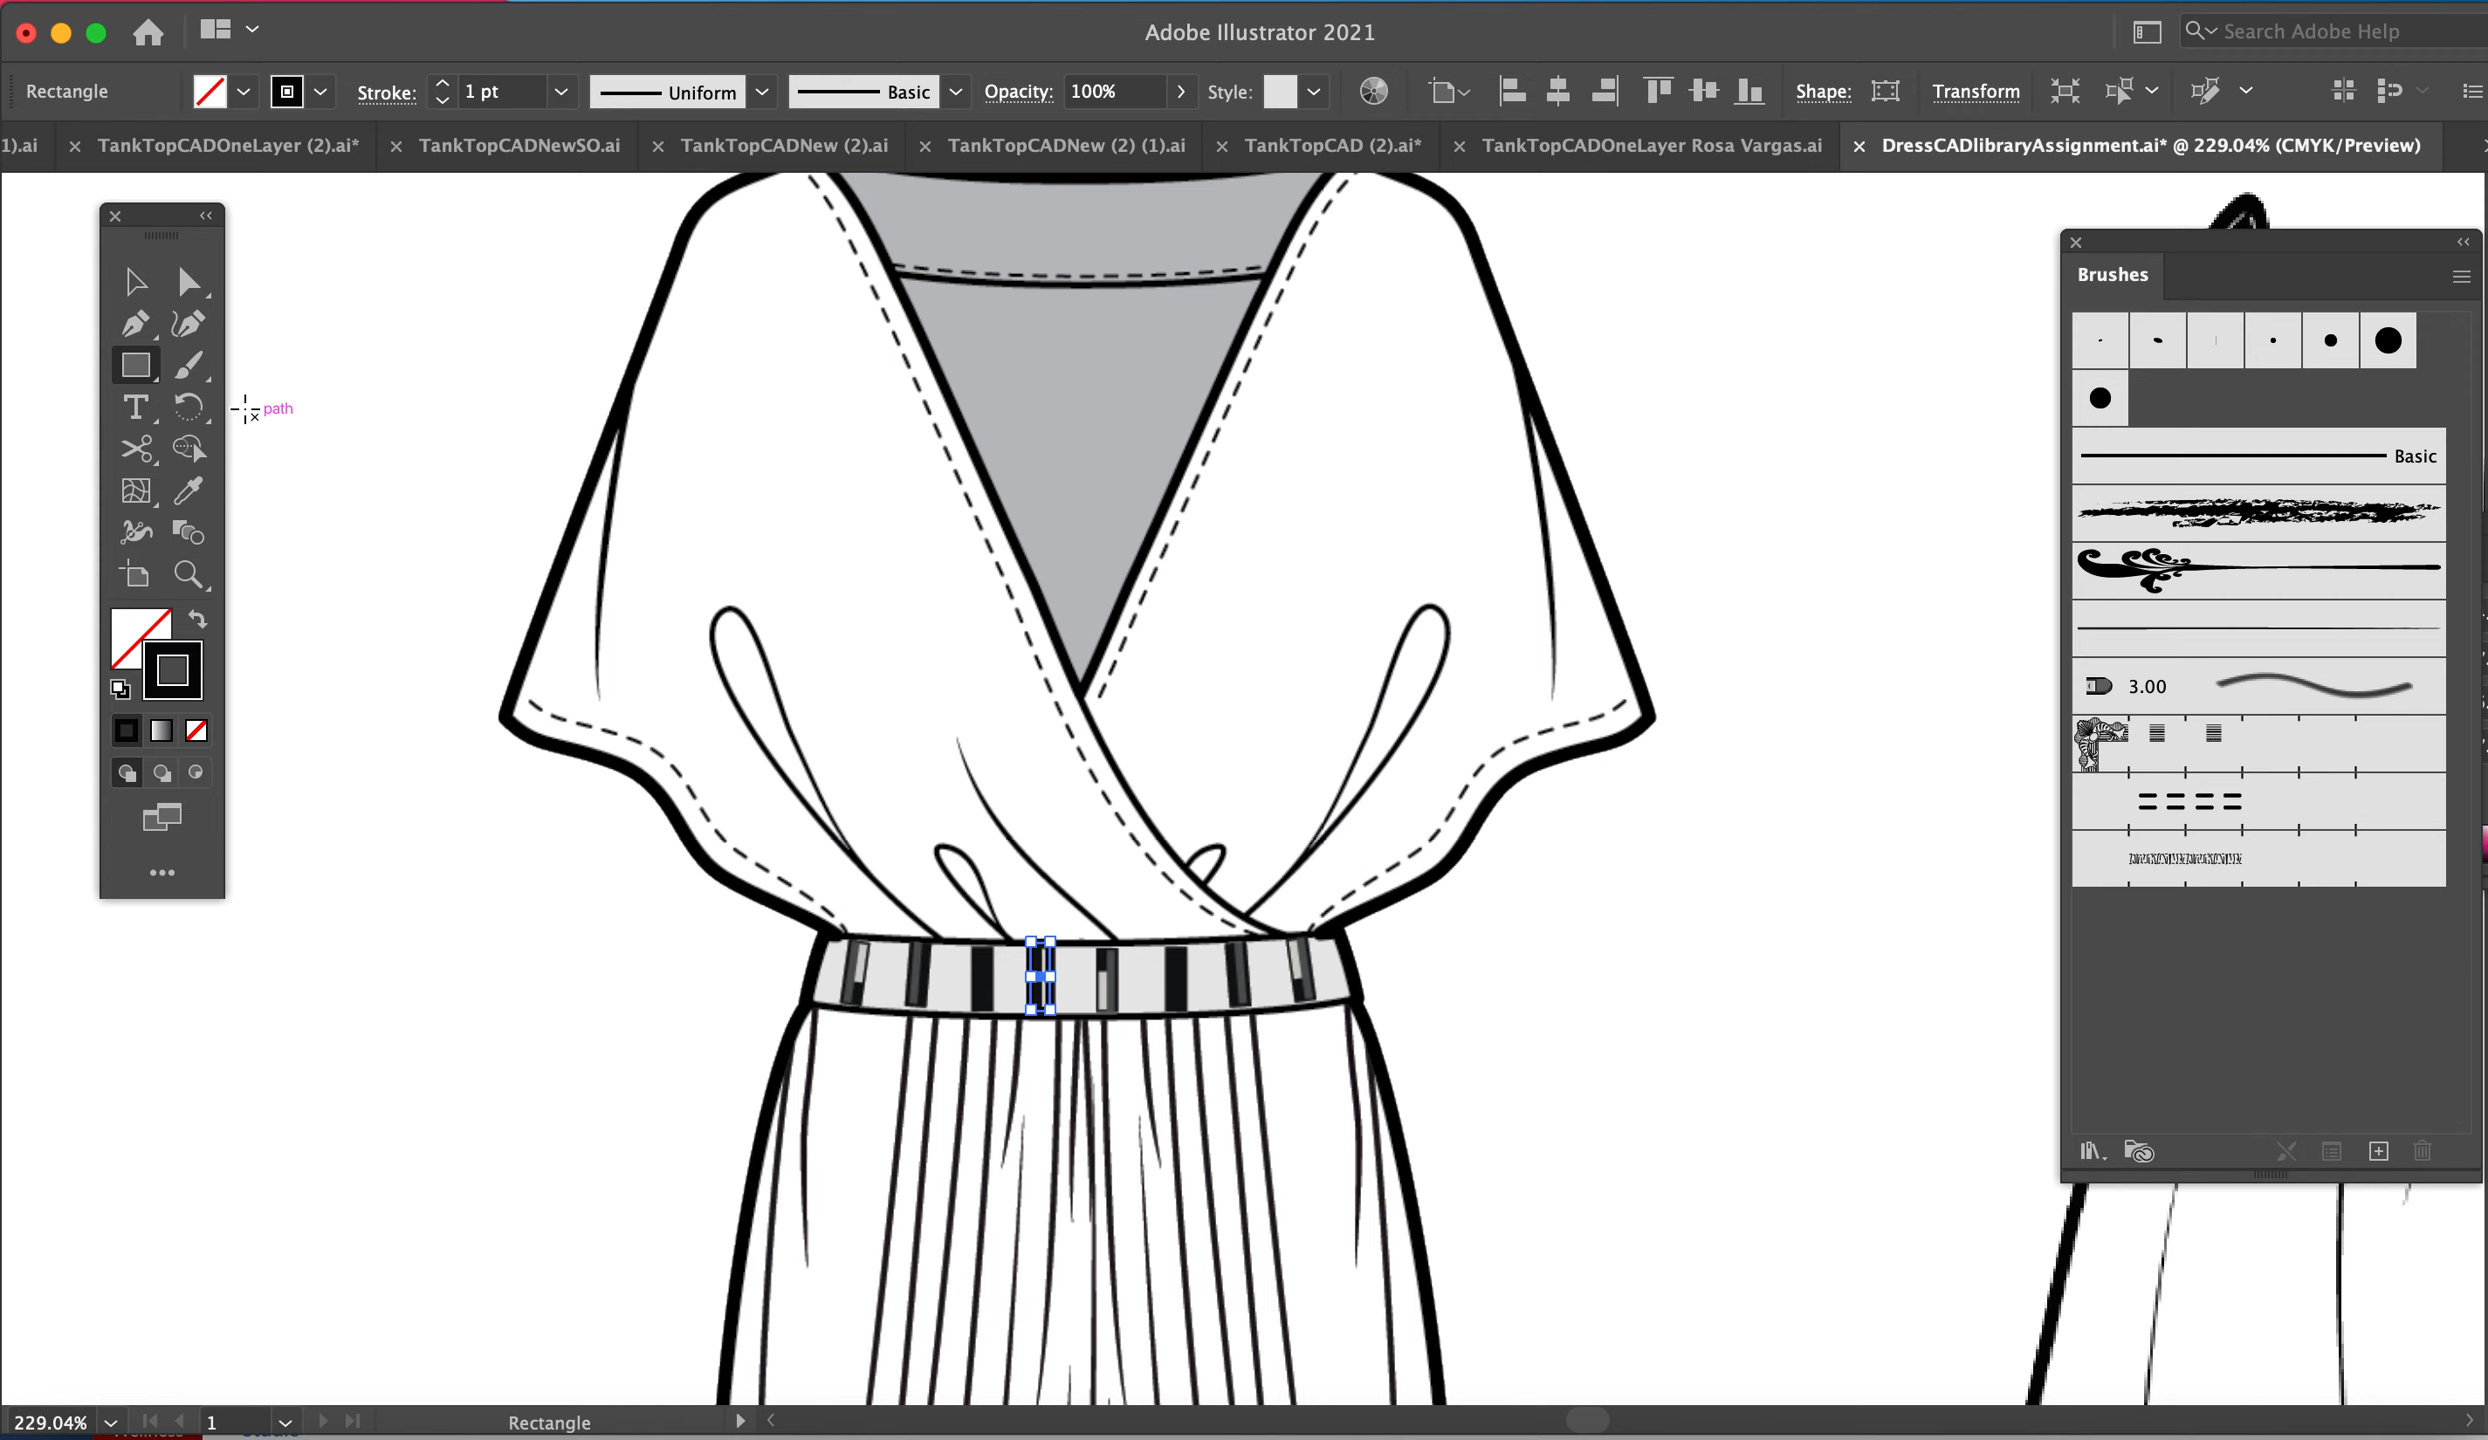 Adobe Illustrator 2021
Search Adobe Help
Rectangle
Stroke:
1 pt
Uniform
Basic
Opacity:
100%
Style:
Shape:
Transform
1).ai
TankTopCADOneLayer (2).ai*
TankTopCADNewSO.ai
TankTopCADNew (2).ai
TankTopCADNew (2) (1).ai
TankTopCAD (2).ai*
TankTopCADOneLayer Rosa Vargas.ai
DressCADlibraryAssignment.ai* @ 229.04% (CMYK/Preview)
Brushes
path
Basic
3.00
229.04%
1
Rectangle